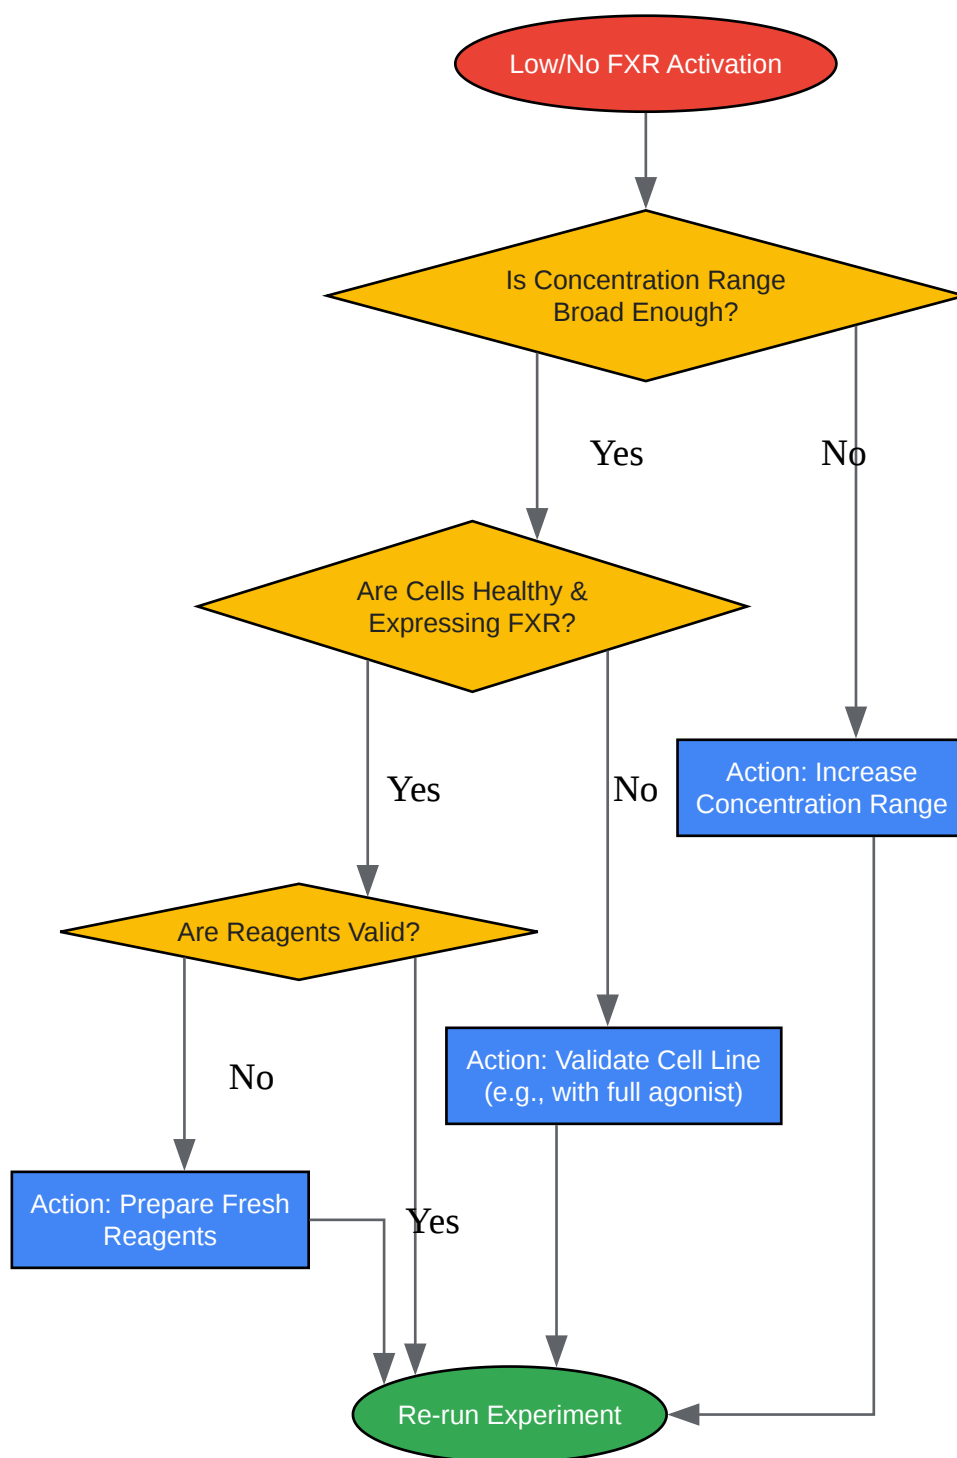 Low/No FXR Activation
Is Concentration Range
Broad Enough?
Yes
No
Are Cells Healthy &
Expressing FXR?
Yes
No
Action: Increase
Concentration Range
Are Reagents Valid?
No
Yes
Action: Validate Cell Line
(e.g., with full agonist)
Action: Prepare Fresh
Reagents
Re-run Experiment